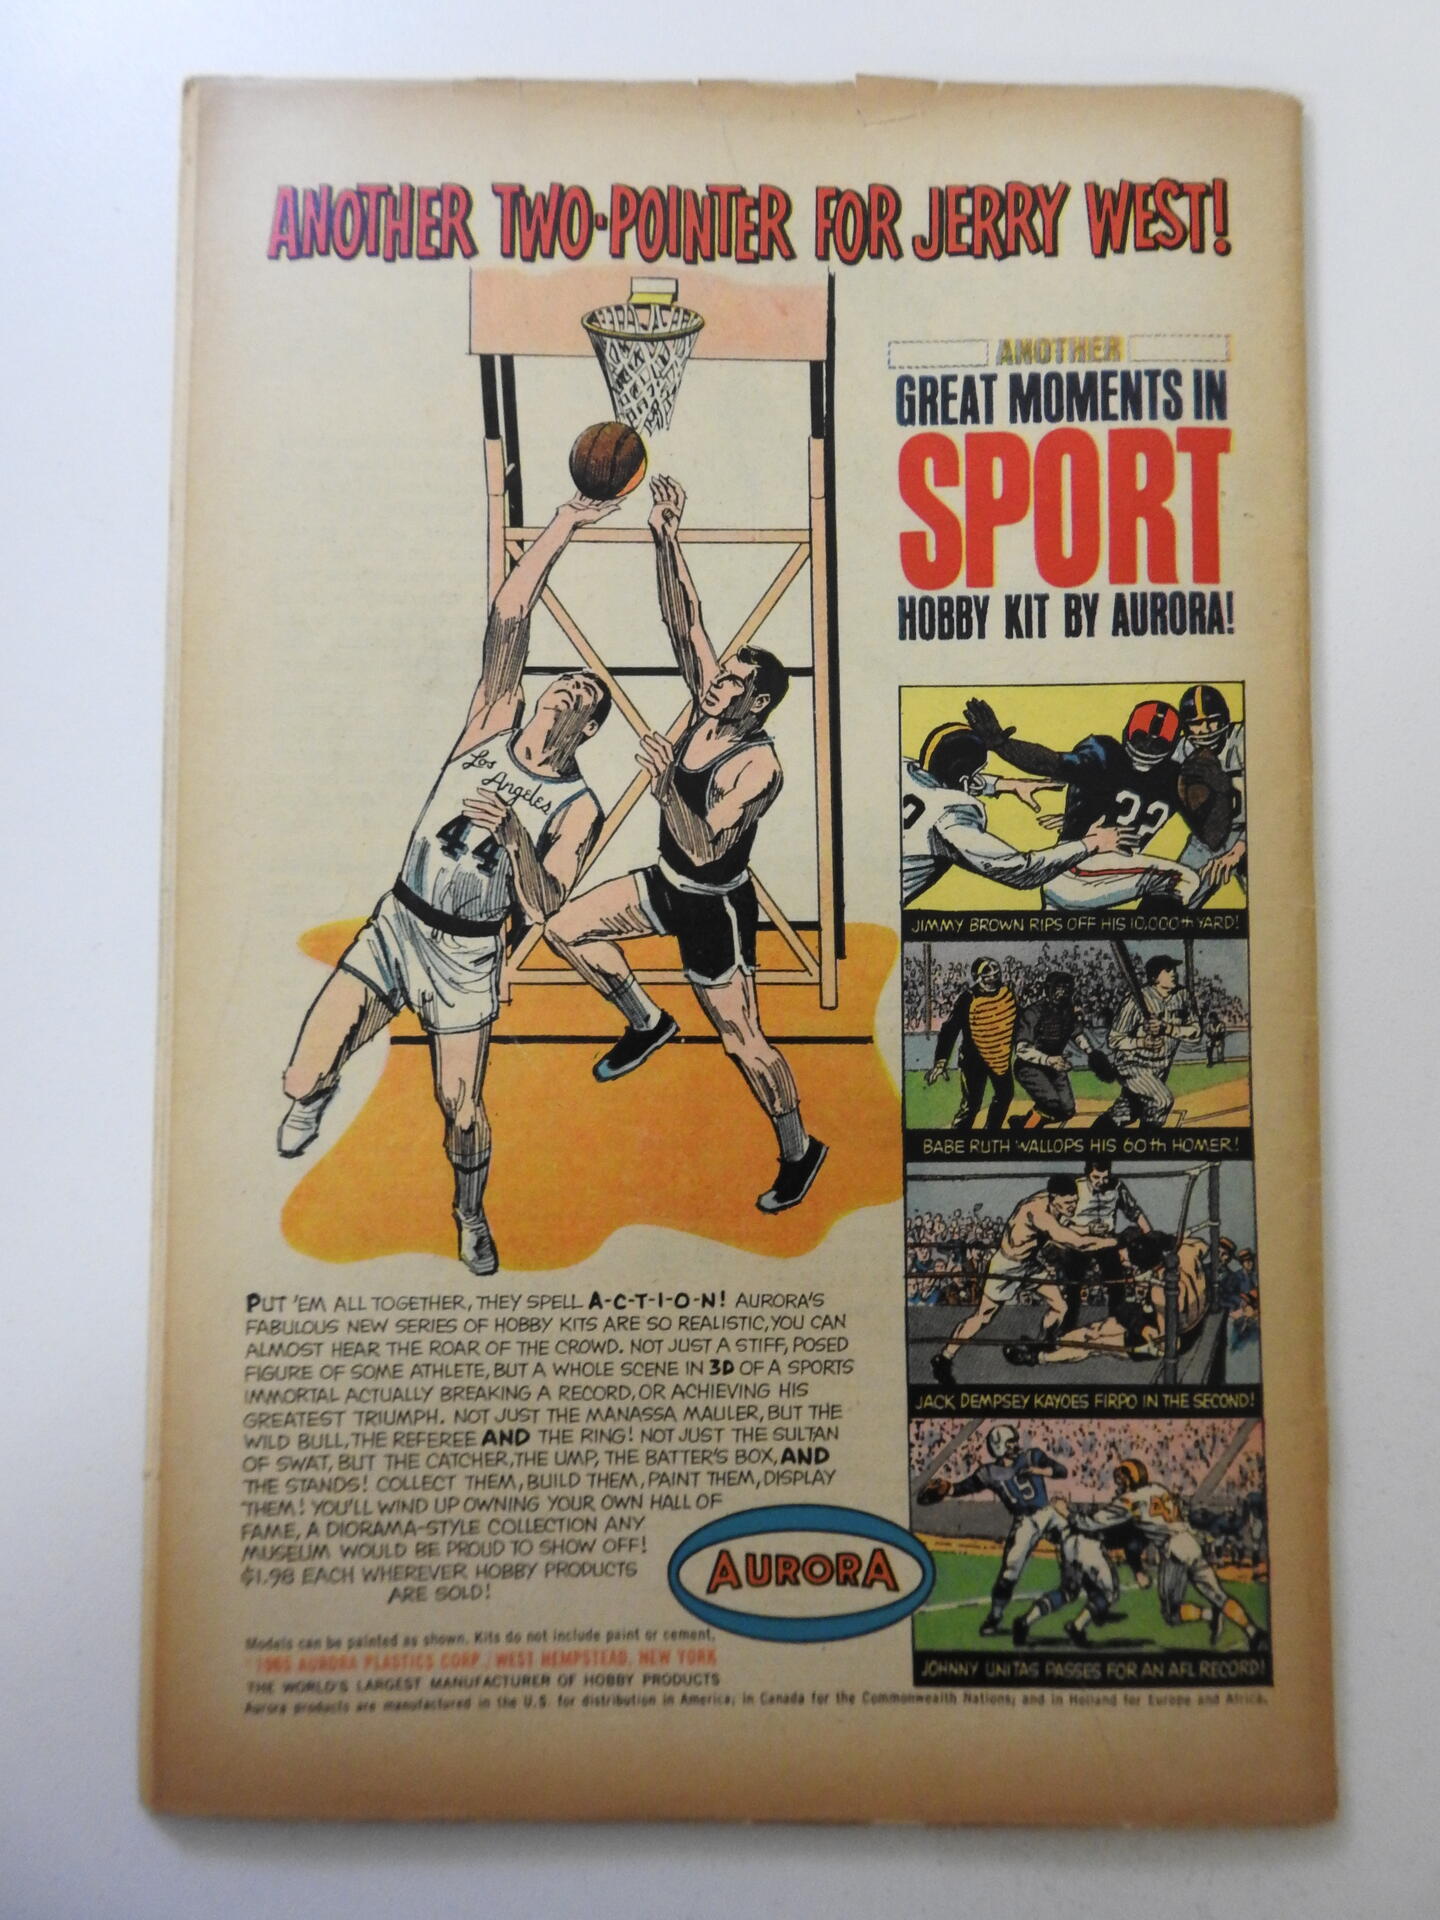 ANOTHER TWO-POINTER FOR JERRY WEST!
ANOTHER
GREAT MOMENTS IN
SPORT
HOBBY KIT BY AURORA!
Los
Angeles
44
32
JIMMY BROWN RIPS OFF HIS 10,000th YARD!
BABE RUTH WALLOPS HIS 60th HOMER!
JACK DEMPSEY KAYOES FIRPO IN THE SECOND!
15
JOHNNY UNITAS PASSES FOR AN AFL RECORD!
PUT 'EM ALL TOGETHER, THEY SPELL A-C-T-I-O-N! AURORA'S
FABULOUS NEW SERIES OF HOBBY KITS ARE SO REALISTIC, YOU CAN
ALMOST HEAR THE ROAR OF THE CROWD. NOT JUST A STIFF, POSED
FIGURE OF SOME ATHLETE, BUT A WHOLE SCENE IN 3D OF A SPORTS
IMMORTAL ACTUALLY BREAKING A RECORD, OR ACHIEVING HIS
GREATEST TRIUMPH. NOT JUST THE MANASSA MAULER, BUT THE
WILD BULL, THE REFEREE AND THE RING! NOT JUST THE SULTAN
OF SWAT, BUT THE CATCHER, THE UMP, THE BATTER'S BOX, AND
THE STANDS! COLLECT THEM, BUILD THEM, PAINT THEM, DISPLAY
THEM! YOU'LL WIND UP OWNING YOUR OWN HALL OF
FAME, A DIORAMA-STYLE COLLECTION ANY
MUSEUM WOULD BE PROUD TO SHOW OFF!
$1.98 EACH WHEREVER HOBBY PRODUCTS
ARE SOLD!
AURORA
Models can be painted as shown. Kits do not include paint or cement.
1965 AURORA PLASTICS CORP., WEST HEMPSTEAD, NEW YORK
THE WORLD'S LARGEST MANUFACTURER OF HOBBY PRODUCTS
Aurora products are manufactured in the U.S. for distribution in America; in Canada for the Commonwealth Nations; and in Holland for Europe and Africa.